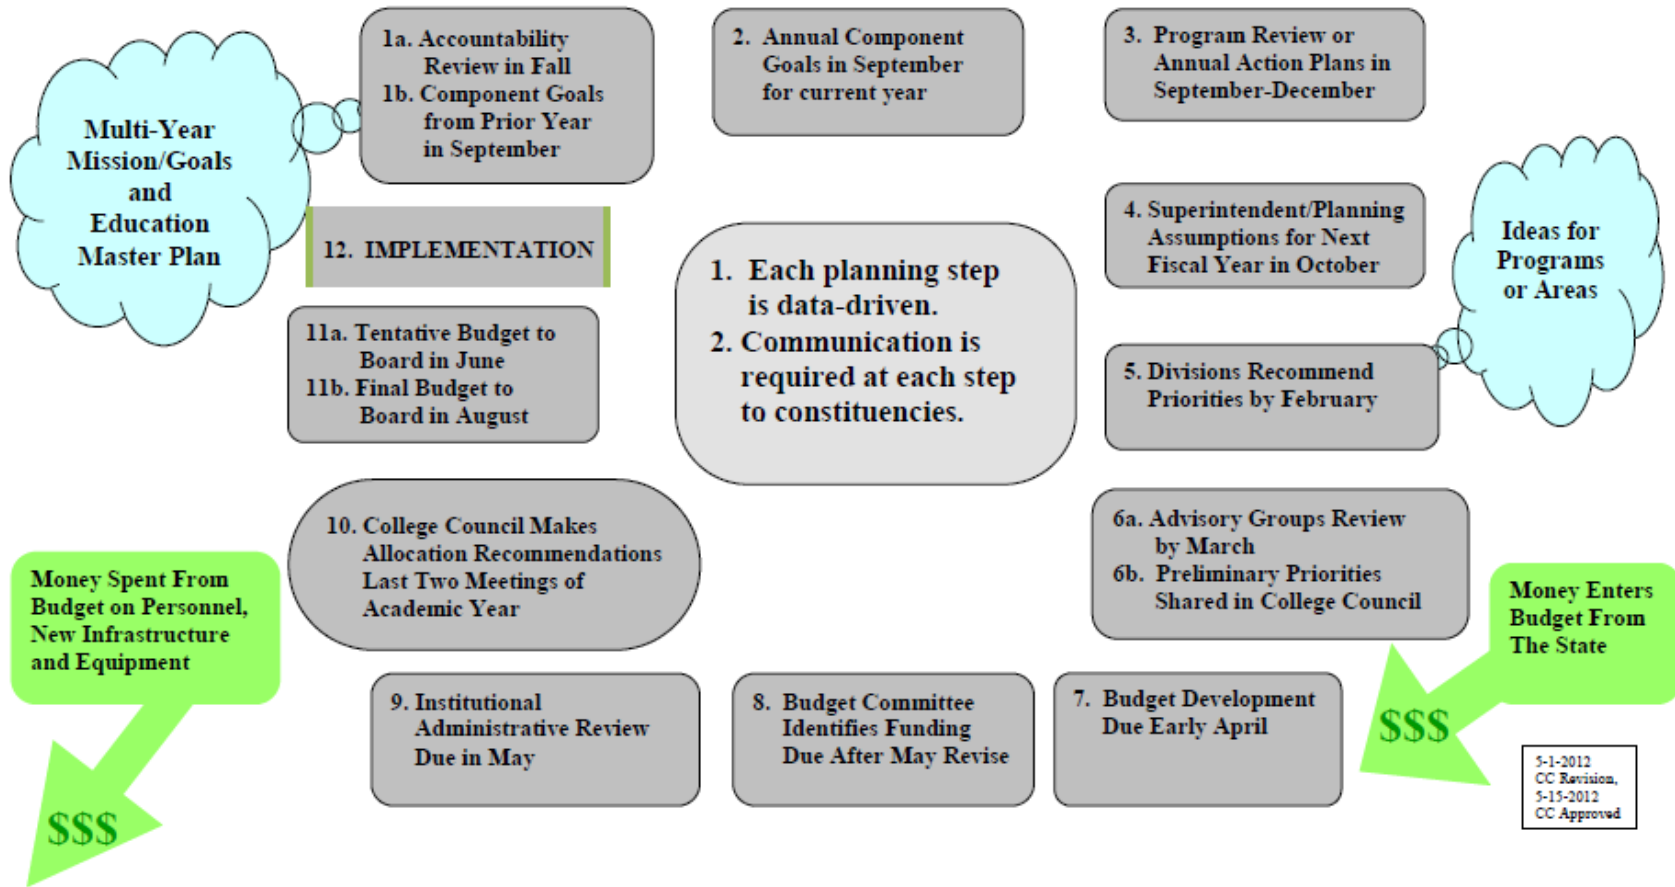 Multi-Year
Mission/Goals
and
Education
Master Plan
1a. Accountability
Review in Fall
1b. Component Goals
from Prior Year
in September
2. Annual Component
Goals in September
for current year
3. Program Review or
Annual Action Plans in
September-December
4. Superintendent/Planning
Assumptions for Next
Fiscal Year in October
Ideas for
Programs
or Areas
5. Divisions Recommend
Priorities by February
6a. Advisory Groups Review
by March
6b. Preliminary Priorities
Shared in College Council
Money Enters
Budget From
The State
$$$
7. Budget Development
Due Early April
8. Budget Committee
Identifies Funding
Due After May Revise
9. Institutional
Administrative Review
Due in May
10. College Council Makes
Allocation Recommendations
Last Two Meetings of
Academic Year
11a. Tentative Budget to
Board in June
11b. Final Budget to
Board in August
12. IMPLEMENTATION
1. Each planning step
is data-driven.
2. Communication is
required at each step
to constituencies.
Money Spent From
Budget on Personnel,
New Infrastructure
and Equipment
$$$
5-1-2012
CC Revision,
5-15-2012
CC Approved